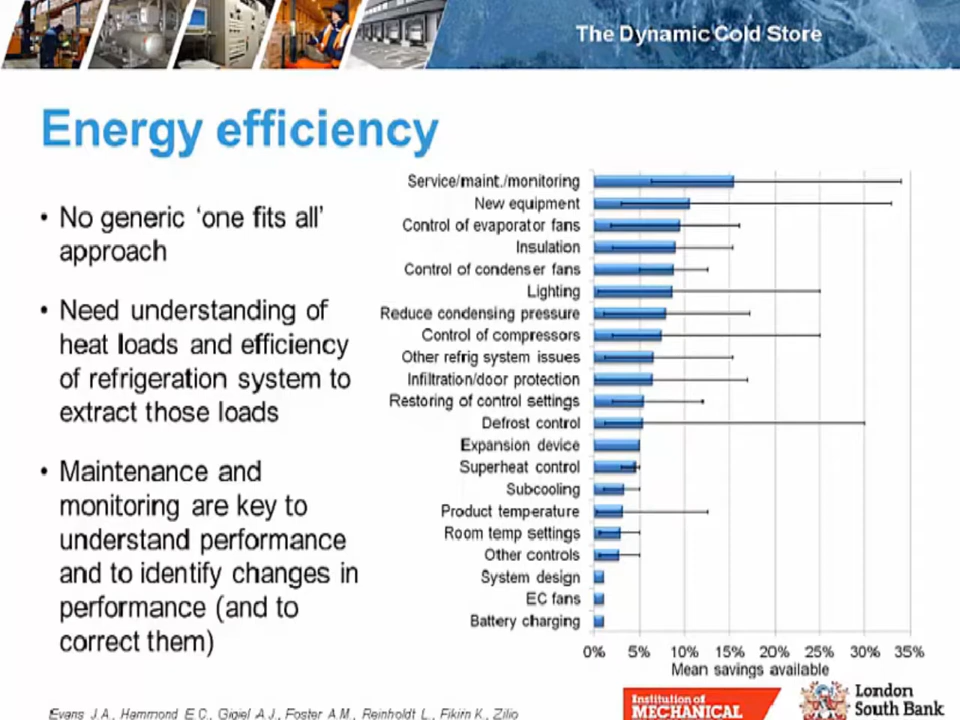 The Dynamic Cold Store
Energy efficiency
• No generic ‘one fits all’
approach
• Need understanding of
heat loads and efficiency
of refrigeration system to
extract those loads
• Maintenance and
monitoring are key to
understand performance
and to identify changes in
performance (and to
correct them)
Service/maint./monitoring
New equipment
Control of evaporator fans
Insulation
Control of condenser fans
Lighting
Reduce condensing pressure
Control of compressors
Other refrig system issues
Infiltration/door protection
Restoring of control settings
Defrost control
Expansion device
Superheat control
Subcooling
Product temperature
Room temp settings
Other controls
System design
EC fans
Battery charging
0% 5% 10% 15% 20% 25% 30% 35%
Mean savings available
Evans J.A., Hammond E.C., Gigiel A.J., Foster A.M., Reinholdt L., Fikiin K., Zilio
Institution of
MECHANICAL
London
South Bank